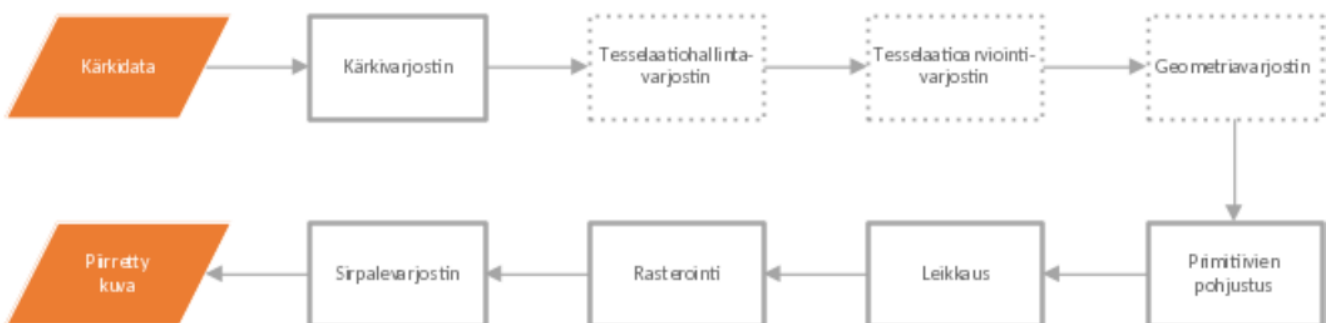 Kärkidata
Kärkivarjostin
Tesselaatiohallinta-
varjostin
Tesselaatioarviointi-
varjostin
Geometriavarjostin
Piirretty
kuva
Sirpalevarjostin
Rasterointi
Leikkaus
Primitiivien
pohjustus